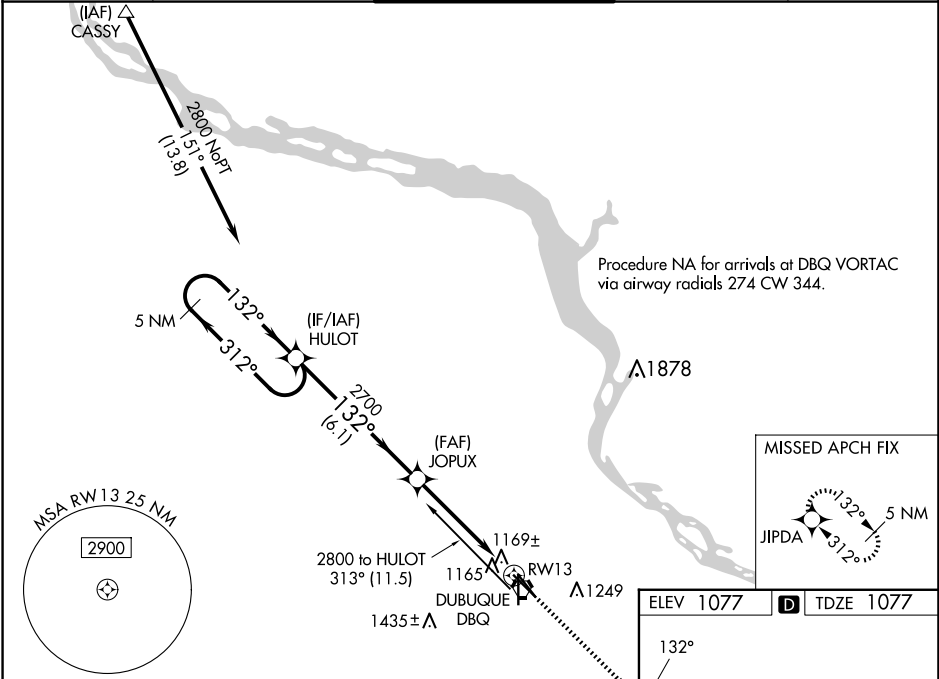 (IAF)
CASSY
2800 NoPT
151°
(13.8)
Procedure NA for arrivals at DBQ VORTAC
via airway radials 274 CW 344.
5 NM
132°
312°
(IF/IAF)
HULOT
1878
2700
132°
(6.1)
(FAF)
JOPUX
MISSED APCH FIX
132°
5 NM
JIPDA
312°
MSA RW13 25 NM
2900
2800 to HULOT
313° (11.5)
1169±
1165
RW13
DUBUQUE
DBQ
1249
1435±
ELEV 1077
D
TDZE 1077
132°